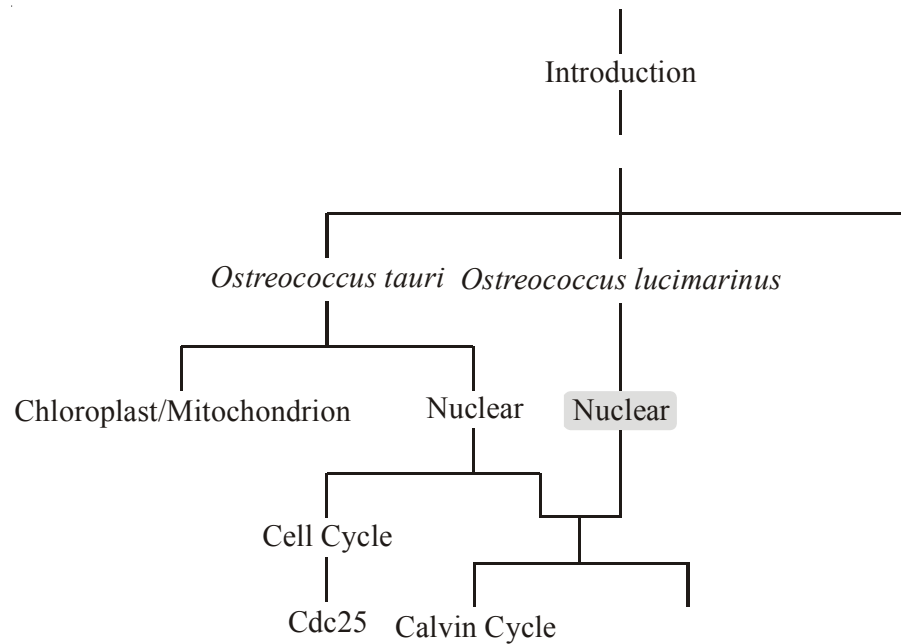 Introduction
Ostreococcus tauri Ostreococcus lucimarinus
Chloroplast/Mitochondrion Nuclear Nuclear
Cell Cycle
Cdc25 Calvin Cycle